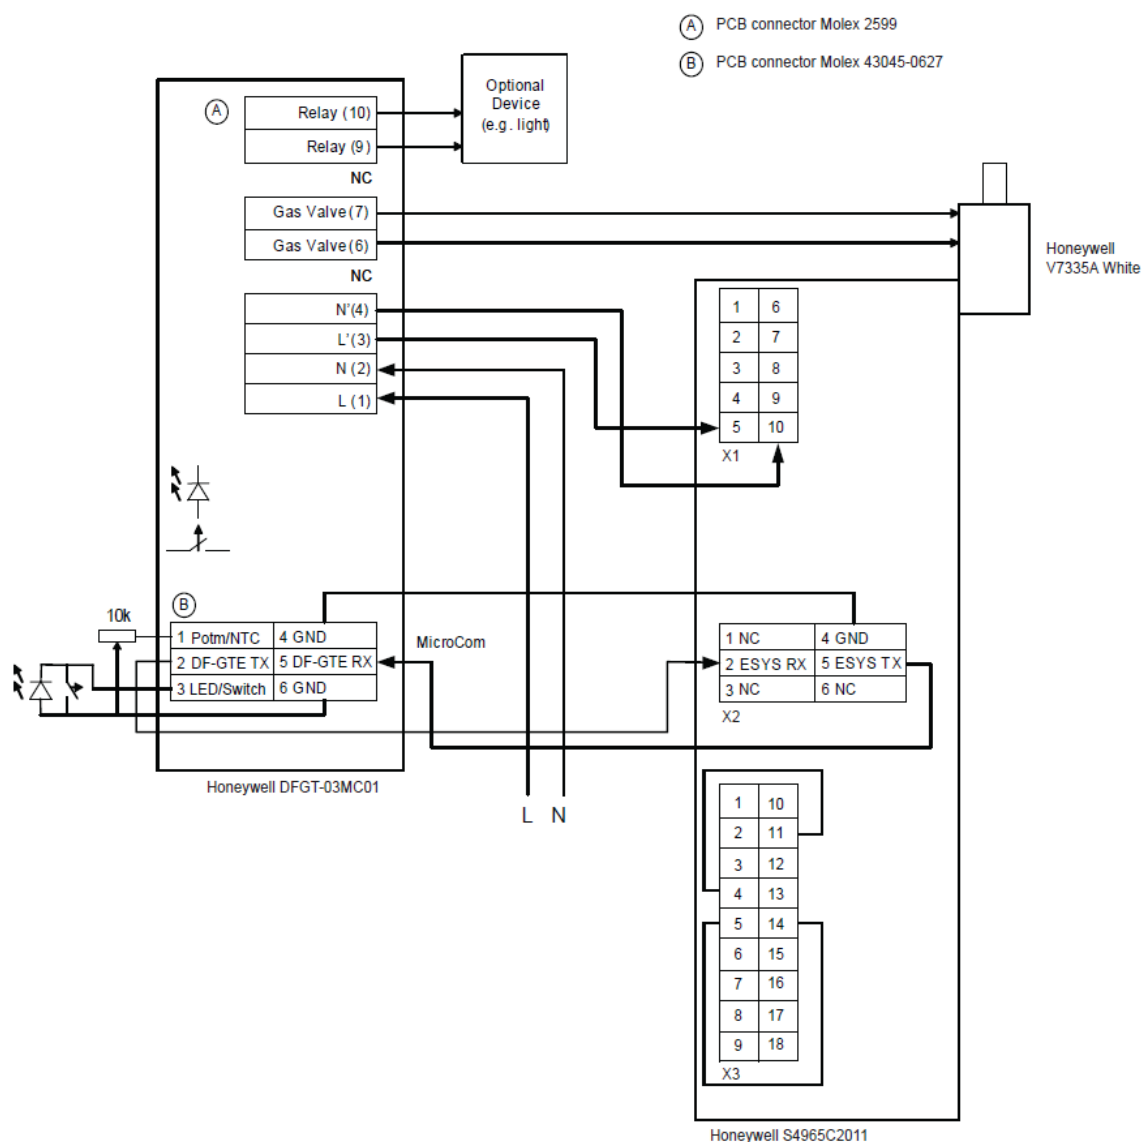 A PCB connector Molex 2599
B PCB connector Molex 43045-0627
A
Relay (10)
Relay (9)
NC
Gas Valve (7)
Gas Valve (6)
NC
N'(4)
L'(3)
N (2)
L (1)
Optional
Device
(e.g. light)
Honeywell
V7335A White
1 6
2 7
3 8
4 9
5 10
X1
B
10k
1 Potm/NTC 4 GND
2 DF-GTE TX 5 DF-GTE RX
3 LED/Switch 6 GND
MicroCom
Honeywell DFGT-03MC01
L N
1 NC 4 GND
2 ESYS RX 5 ESYS TX
3 NC 6 NC
X2
1 10
2 11
3 12
4 13
5 14
6 15
7 16
8 17
9 18
X3
Honeywell S4965C2011